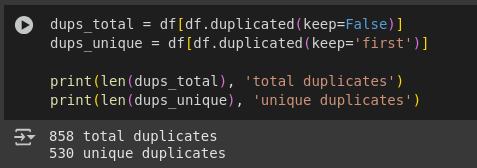 dups_total = df[df.duplicated(keep=False)]
dups_unique = df[df.duplicated(keep='first')]

print(len(dups_total), 'total duplicates')
print(len(dups_unique), 'unique duplicates')
858 total duplicates
530 unique duplicates